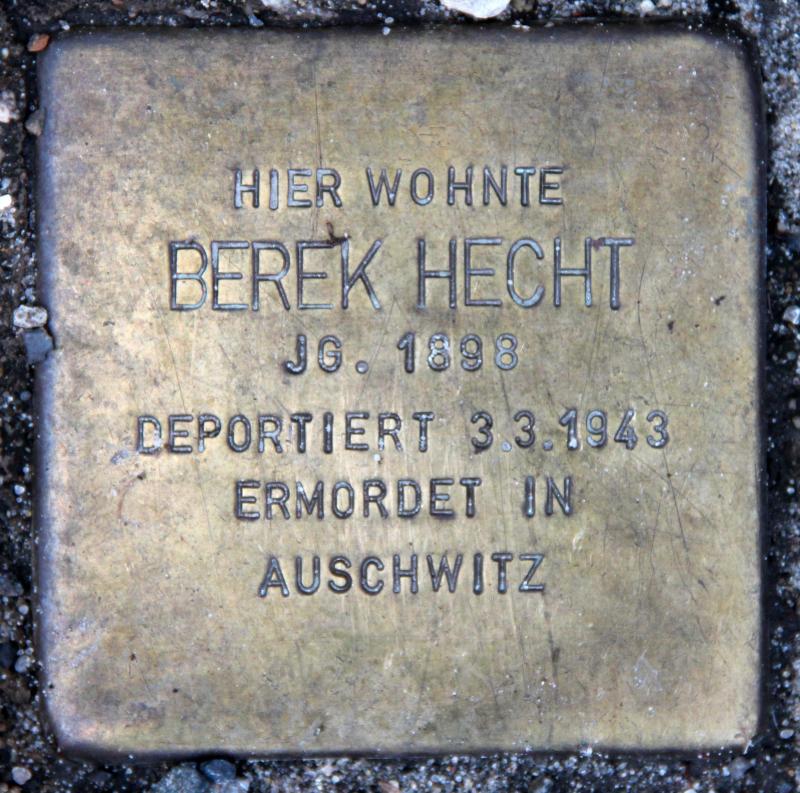 HIER WOHNTE
BEREK HECHT
JG. 1898
DEPORTIERT 3.3.1943
ERMORDET IN
AUSCHWITZ